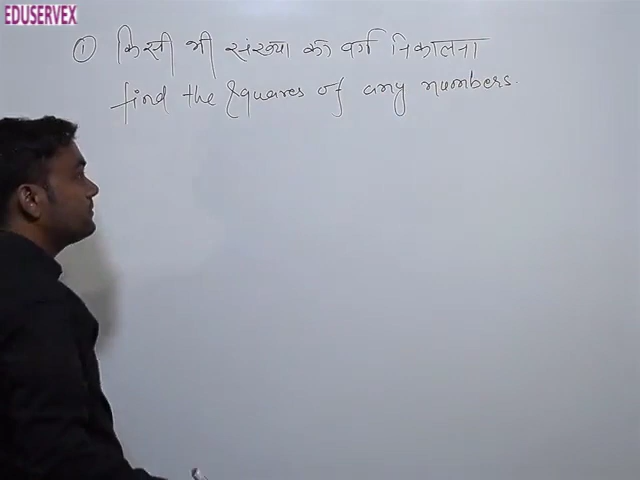 EDUSERVEX
① किसी भी संख्या का वर्ग निकालना
find the squares of any numbers.